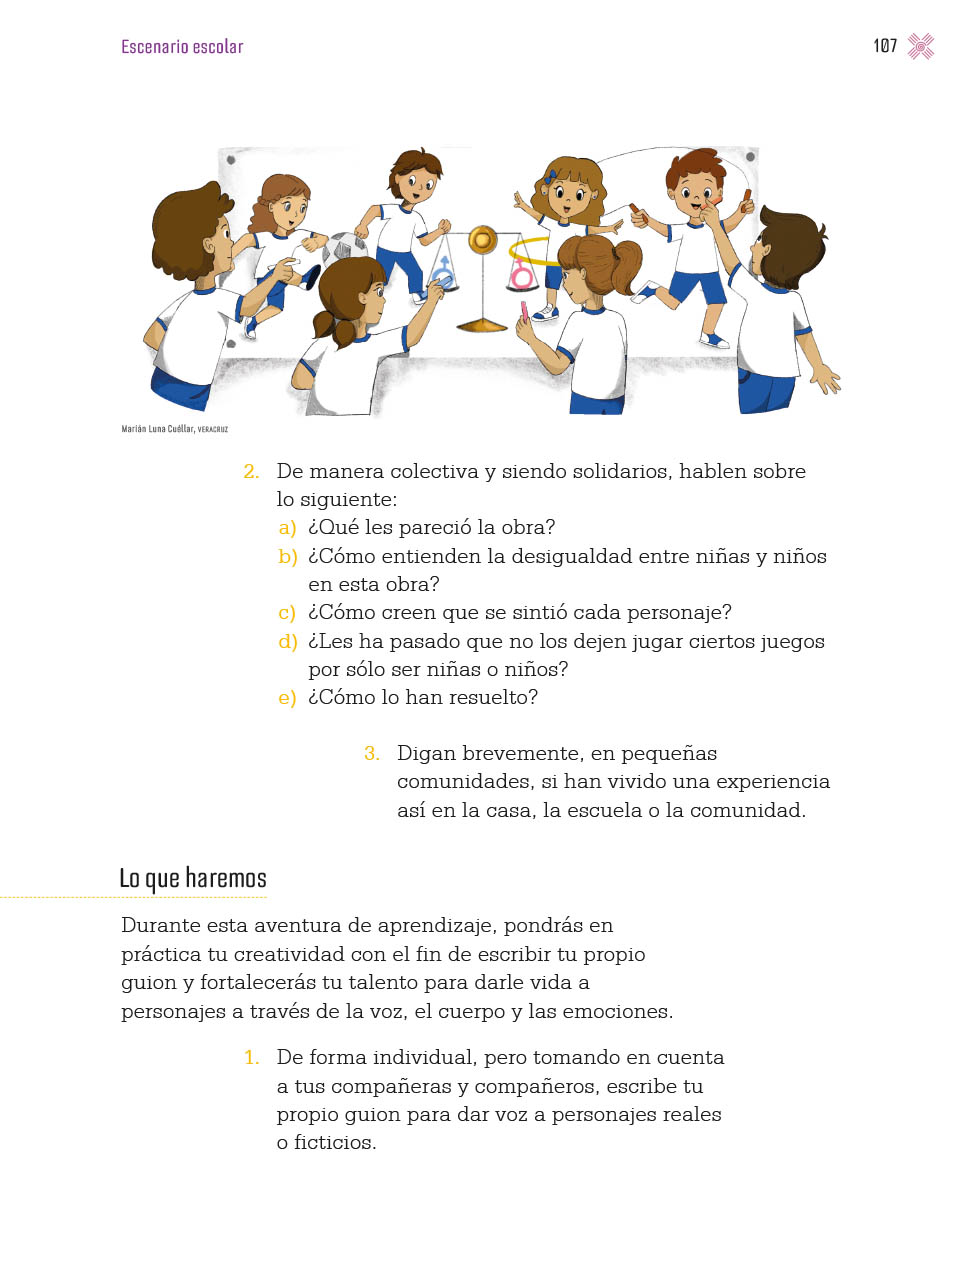 Escenario escolar
107
Marián Luna Cuéllar, VERACRUZ
2. De manera colectiva y siendo solidarios, hablen sobre
lo siguiente:
a) ¿Qué les pareció la obra?
b) ¿Cómo entienden la desigualdad entre niñas y niños
en esta obra?
c) ¿Cómo creen que se sintió cada personaje?
d) ¿Les ha pasado que no los dejen jugar ciertos juegos
por sólo ser niñas o niños?
e) ¿Cómo lo han resuelto?
3. Digan brevemente, en pequeñas
comunidades, si han vivido una experiencia
así en la casa, la escuela o la comunidad.
Lo que haremos
Durante esta aventura de aprendizaje, pondrás en
práctica tu creatividad con el fin de escribir tu propio
guion y fortalecerás tu talento para darle vida a
personajes a través de la voz, el cuerpo y las emociones.
1. De forma individual, pero tomando en cuenta
a tus compañeras y compañeros, escribe tu
propio guion para dar voz a personajes reales
o ficticios.